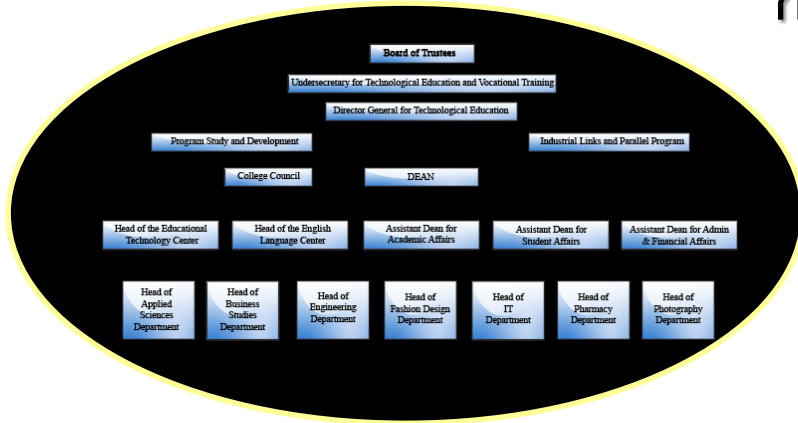 Board of Trustees
Undersecretary for Technological Education and Vocational Training
Director General for Technological Education
Program Study and Development
Industrial Links and Parallel Program
College Council
DEAN
Head of the Educational
Technology Center
Head of the English
Language Center
Assistant Dean for
Academic Affairs
Assistant Dean for
Student Affairs
Assistant Dean for Admin
& Financial Affairs
Head of
Applied
Sciences
Department
Head of
Business
Studies
Department
Head of
Engineering
Department
Head of
Fashion Design
Department
Head of
IT
Department
Head of
Pharmacy
Department
Head of
Photography
Department